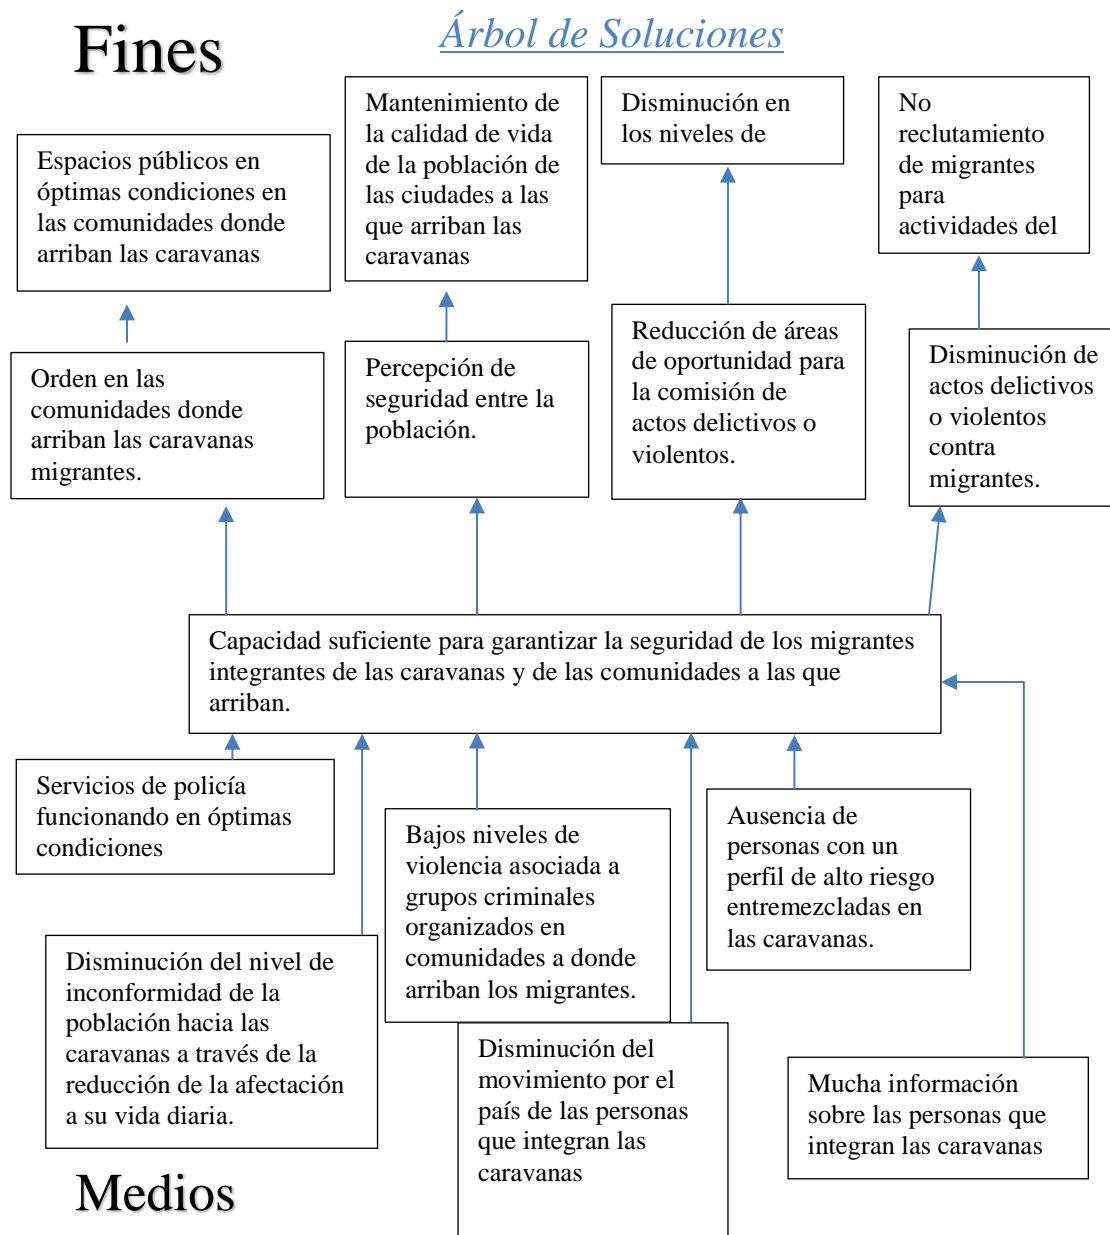 Fines
Árbol de Soluciones
Espacios públicos en
óptimas condiciones en
las comunidades donde
arriban las caravanas
Mantenimiento de
la calidad de vida
de la población de
las ciudades a las
que arriban las
caravanas
Disminución en
los niveles de
No
reclutamiento
de migrantes
para
actividades del
Orden en las
comunidades donde
arriban las caravanas
migrantes.
Percepción de
seguridad entre la
población.
Reducción de áreas
de oportunidad para
la comisión de
actos delictivos o
violentos.
Disminución de
actos delictivos
o violentos
contra
migrantes.
Capacidad suficiente para garantizar la seguridad de los migrantes
integrantes de las caravanas y de las comunidades a las que
arriban.
Servicios de policía
funcionando en óptimas
condiciones
Disminución del nivel de
inconformidad de la
población hacia las
caravanas a través de la
reducción de la afectación
a su vida diaria.
Bajos niveles de
violencia asociada a
grupos criminales
organizados en
comunidades a donde
arriban los migrantes.
Disminución del
movimiento por el
país de las personas
que integran las
caravanas
Ausencia de
personas con un
perfil de alto riesgo
entremezcladas en
las caravanas.
Mucha información
sobre las personas que
integran las caravanas
Medios